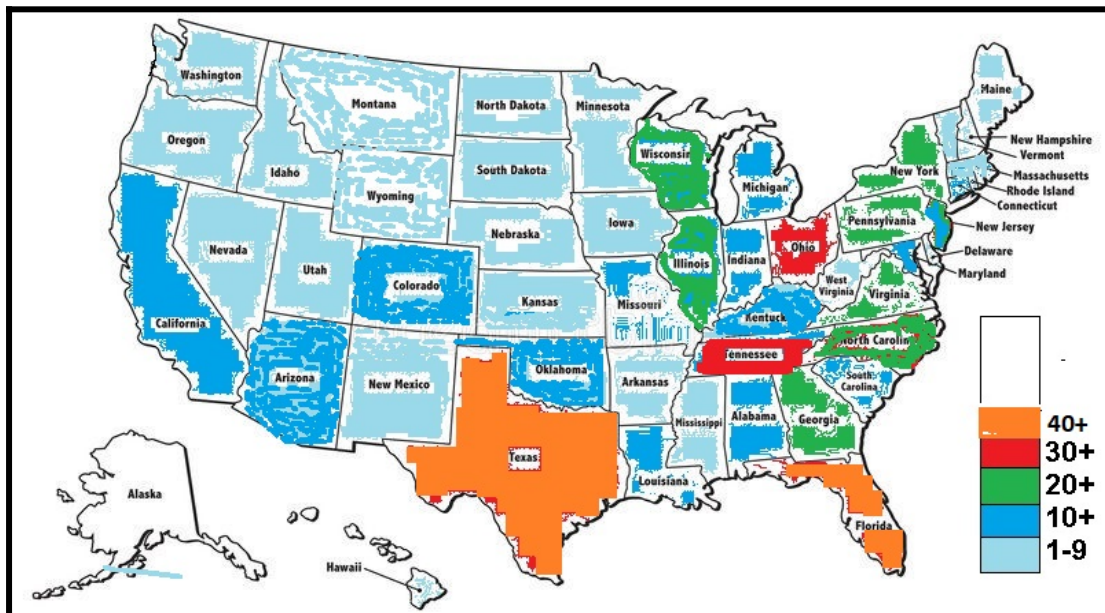 Washington
Montana
North Dakota
Minnesota
Maine
Oregon
Idaho
Wyoming
South Dakota
Wisconsin
Michigan
New York
New Hampshire
Vermont
Massachusetts
Rhode Island
Connecticut
New Jersey
Delaware
Maryland
Nevada
Utah
Nebraska
Iowa
Illinois
Indiana
Ohio
Pennsylvania
California
Colorado
Kansas
Missouri
Kentuck
West
Virginia
Virginia
Arizona
New Mexico
Oklahoma
Arkansas
Tennessee
North Carolin
South
Carolina
Texas
Louisiana
Mississippi
Alabama
Georgia
Florida
Alaska
Hawaii
-
40+
30+
20+
10+
1-9